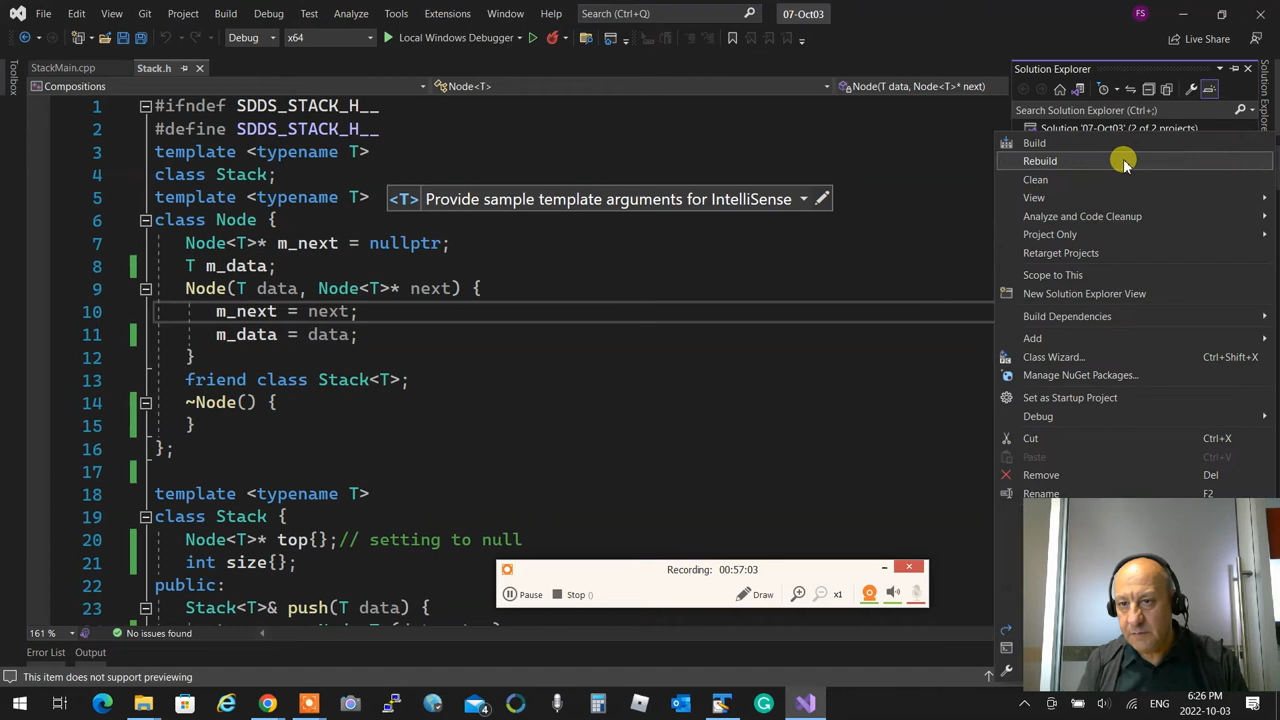 File Edit View Git Project Build Debug Test Analyze Tools Extensions Window Help Search (Ctrl+Q) 07-Oct03 FS
Debug x64 Local Windows Debugger Live Share
Toolbox
StackMain.cpp Stack.h
Compositions Node<T> Node(T data, Node<T>* next)
1 #ifndef SDDS_STACK_H__
2 #define SDDS_STACK_H__
3 template <typename T>
4 class Stack;
5 template <typename T>
<T> Provide sample template arguments for IntelliSense
6 class Node {
7 Node<T>* m_next = nullptr;
8 T m_data;
9 Node(T data, Node<T>* next) {
10 m_next = next;
11 m_data = data;
12 }
13 friend class Stack<T>;
14 ~Node() {
15 }
16 };
17
18 template <typename T>
19 class Stack {
20 Node<T>* top{};// setting to null
21 int size{};
22 public:
23 Stack<T>& push(T data) {
161 % No issues found
Error List Output
This item does not support previewing
Solution Explorer
Search Solution Explorer (Ctrl+;)
Solution '07-Oct03' (2 of 2 projects)
Build
Rebuild
Clean
View
Analyze and Code Cleanup
Project Only
Retarget Projects
Scope to This
New Solution Explorer View
Build Dependencies
Add
Class Wizard... Ctrl+Shift+X
Manage NuGet Packages...
Set as Startup Project
Debug
Cut Ctrl+X
Paste Ctrl+V
Remove Del
Rename F2
Solution Explorer
Recording: 00:57:03
Pause Stop () Draw x1
4
ENG
6:26 PM
2022-10-03